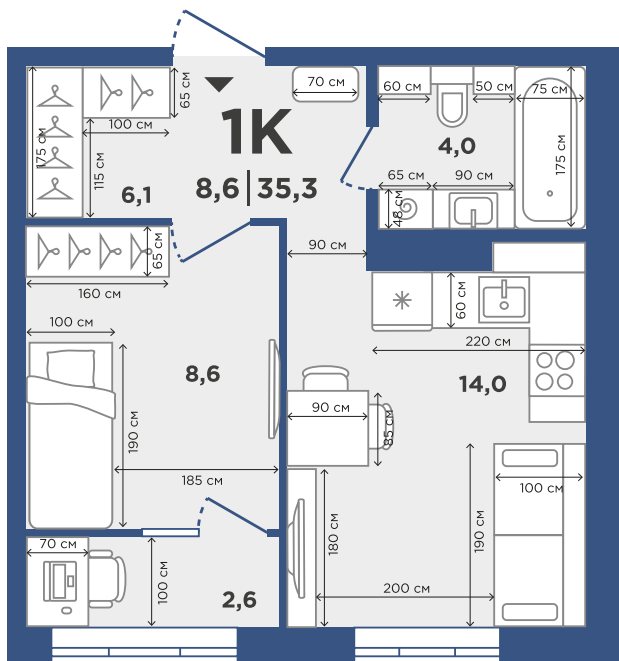 70 см
60 см
50 см
75 см
65 см
100 см
1К
4,0
175 см
175 см
115 см
6,1
8,6 | 35,3
65 см
90 см
48 см
90 см
65 см
160 см
60 см
100 см
220 см
8,6
14,0
90 см
85 см
190 см
185 см
100 см
180 см
190 см
70 см
100 см
2,6
200 см